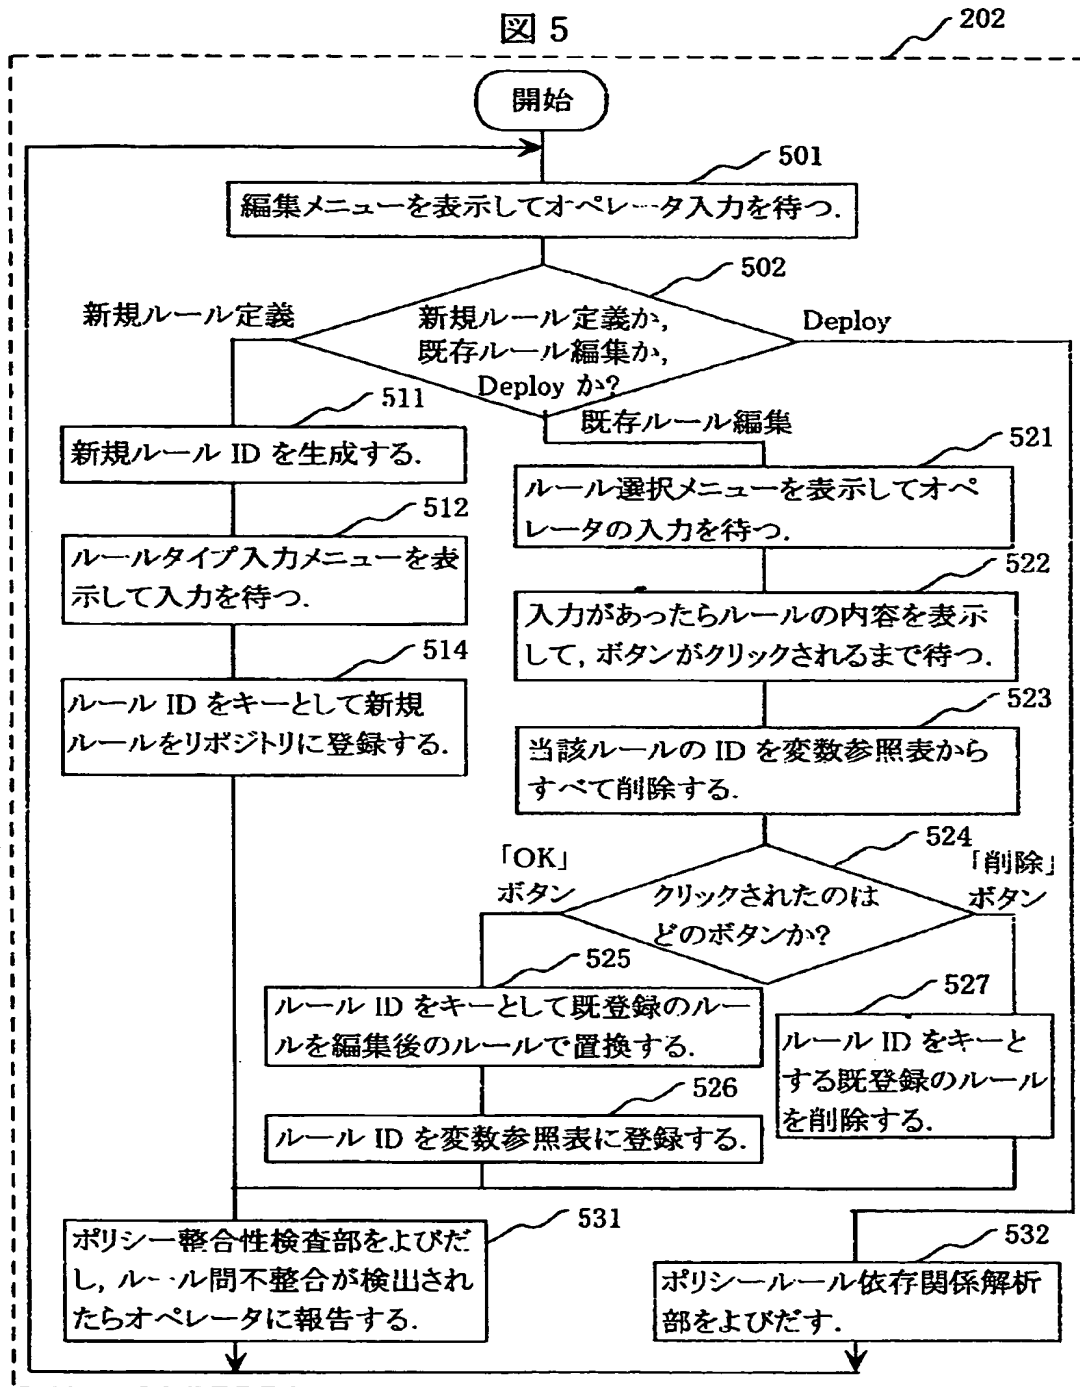 図 5
202
開始
501
編集メニューを表示してオペレータ入力を待つ.
502
新規ルール定義
新規ルール定義か,
既存ルール編集か,
Deploy か?
Deploy
511
既存ルール編集
新規ルール ID を生成する.
521
ルール選択メニューを表示してオペ
レータの入力を待つ.
512
ルールタイプ入力メニューを表
示して入力を待つ.
522
入力があったらルールの内容を表示
して, ボタンがクリックされるまで待つ.
514
ルール ID をキーとして新規
ルールをリポジトリに登録する.
523
当該ルールの ID を変数参照表から
すべて削除する.
524
「OK」
ボタン
クリックされたのは
どのボタンか?
「削除」
ボタン
525
ルール ID をキーとして既登録のルー
ルを編集後のルールで置換する.
527
ルール ID をキーと
する既登録のルール
を削除する.
526
ルール ID を変数参照表に登録する.
531
ポリシー整合性検査部をよびだ
し, ルール間不整合が検出され
たらオペレータに報告する.
532
ポリシールール依存関係解析
部をよびだす.